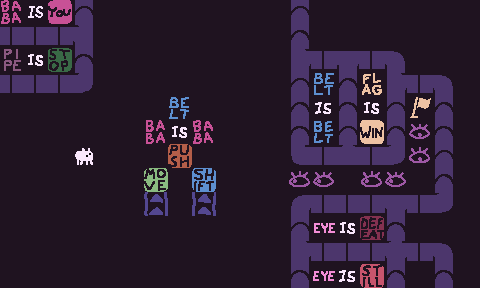 BABA IS YOU
PIPE IS STOP
BELT
BABA IS BABA
PUSH
MOVE SHIFT
BELT
IS
BELT
FLAG
IS
WIN
EYE IS DEFEAT
EYE IS STILL